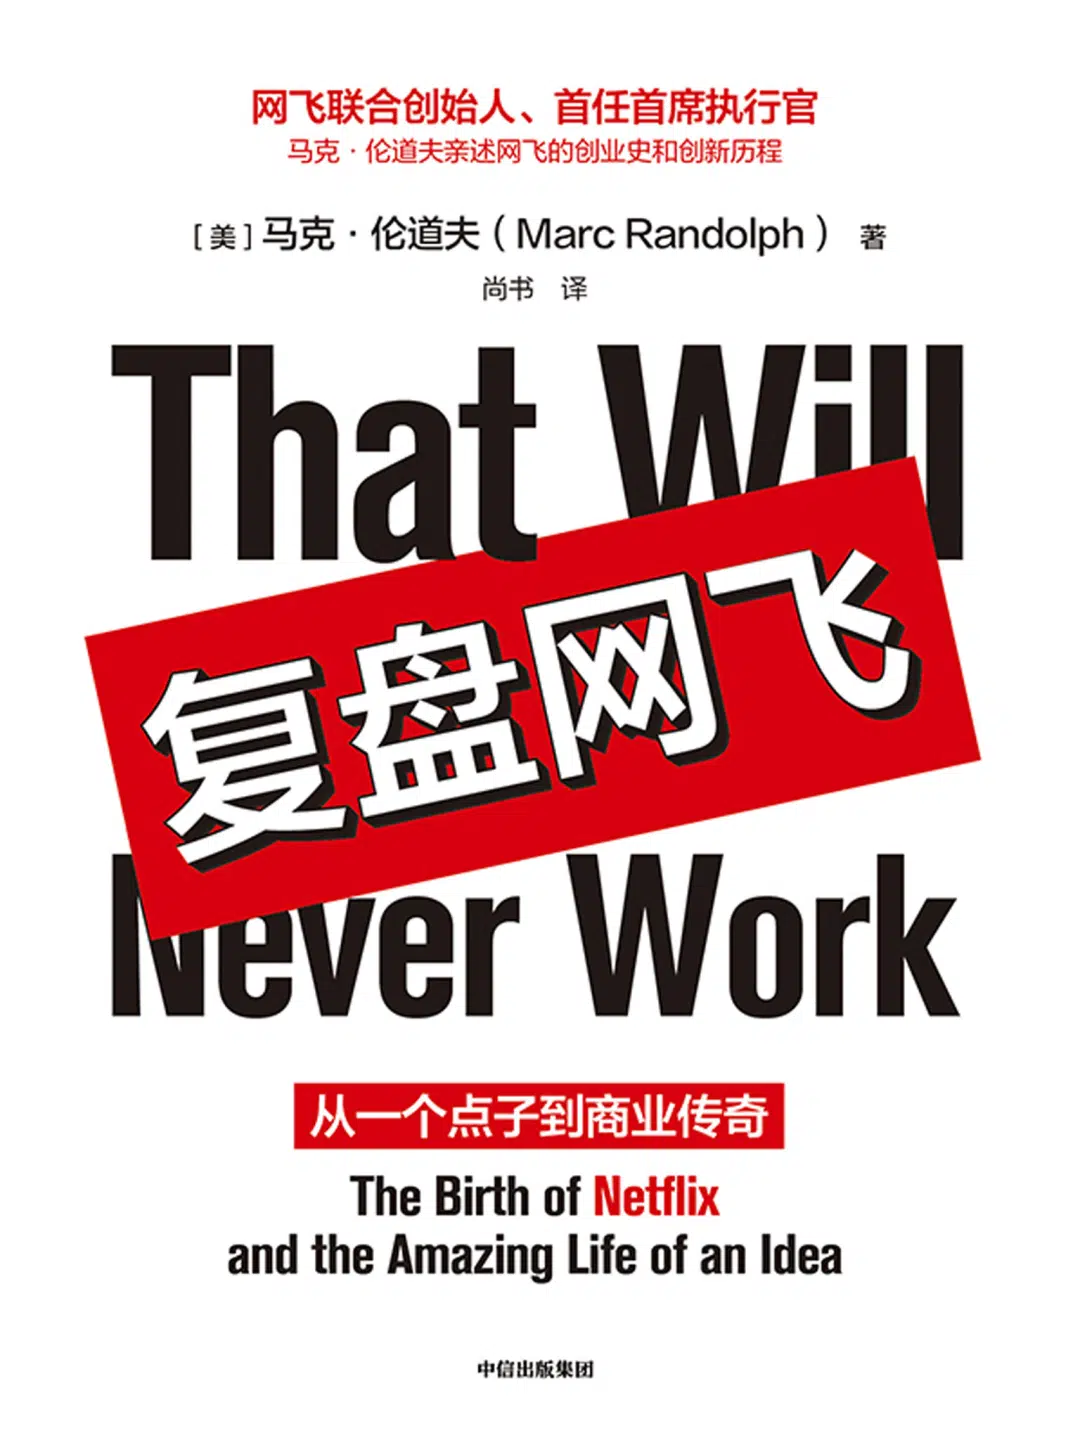 网飞联合创始人、首任首席执行官
马克·伦道夫亲述网飞的创业史和创新历程
[美]马克·伦道夫（Marc Randolph） 著
尚书 译
That Will
复盘网飞
Never Work
从一个点子到商业传奇
The Birth of Netflix
and the Amazing Life of an Idea
中信出版集团